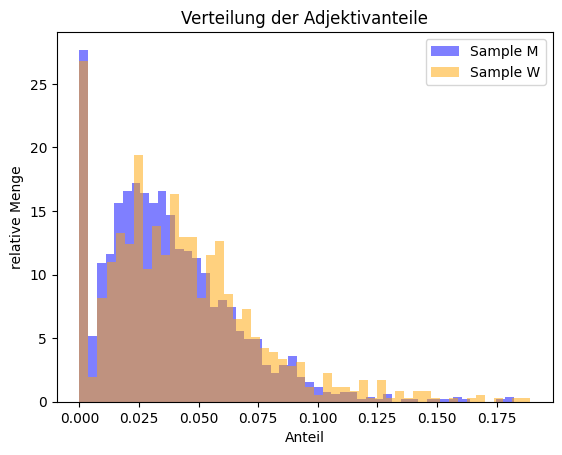 Verteilung der Adjektivanteile
Sample M
Sample W
relative Menge
25
20
15
10
5
0
0.000 0.025 0.050 0.075 0.100 0.125 0.150 0.175
Anteil